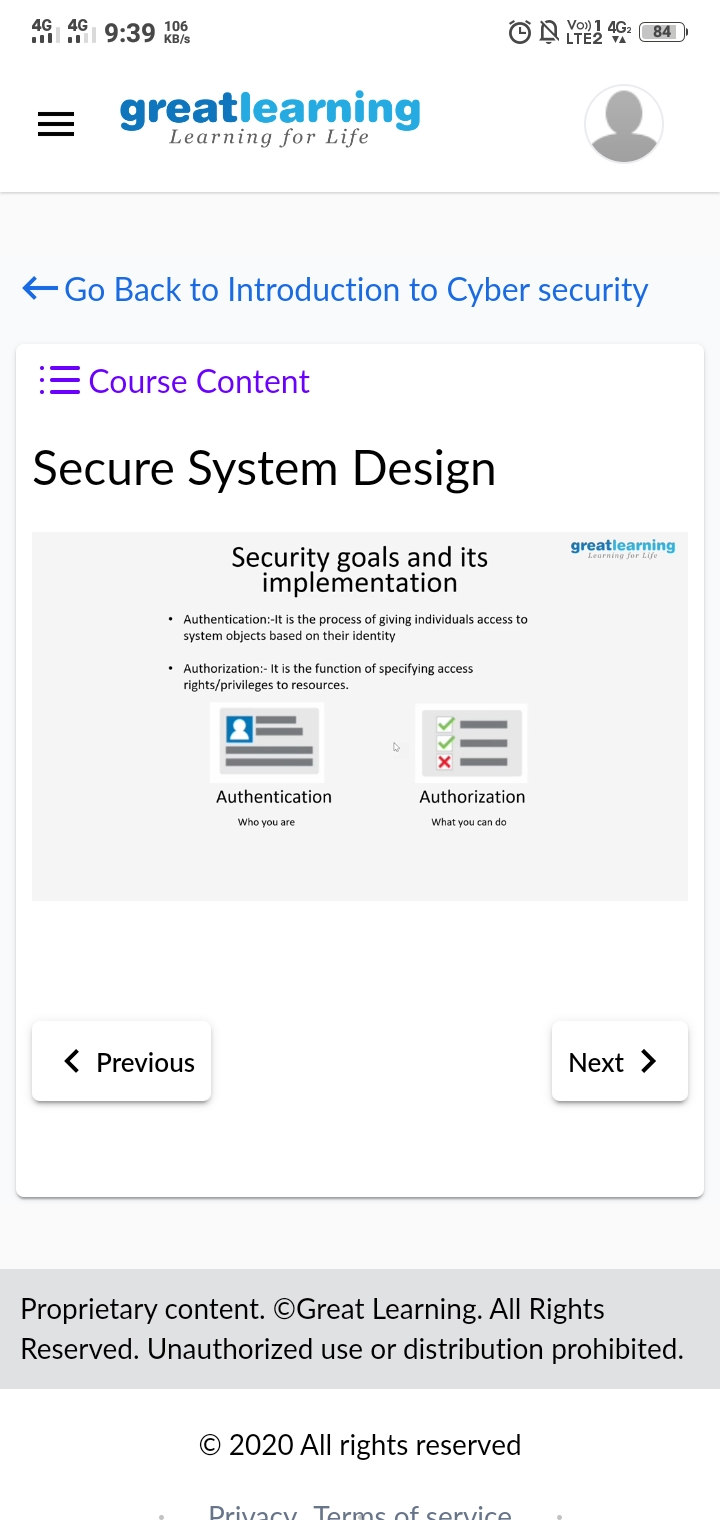 4G 4G 9:39 106 KB/s Vo)) 1 LTE2 4G2 84
greatlearning
Learning for Life
Go Back to Introduction to Cyber security
Course Content
Secure System Design
greatlearning
Learning for Life
Security goals and its
implementation
• Authentication:-It is the process of giving individuals access to
system objects based on their identity
• Authorization:- It is the function of specifying access
rights/privileges to resources.
Authentication Authorization
Who you are What you can do
Previous Next
Proprietary content. ©Great Learning. All Rights
Reserved. Unauthorized use or distribution prohibited.
© 2020 All rights reserved
Privacy Terms of service